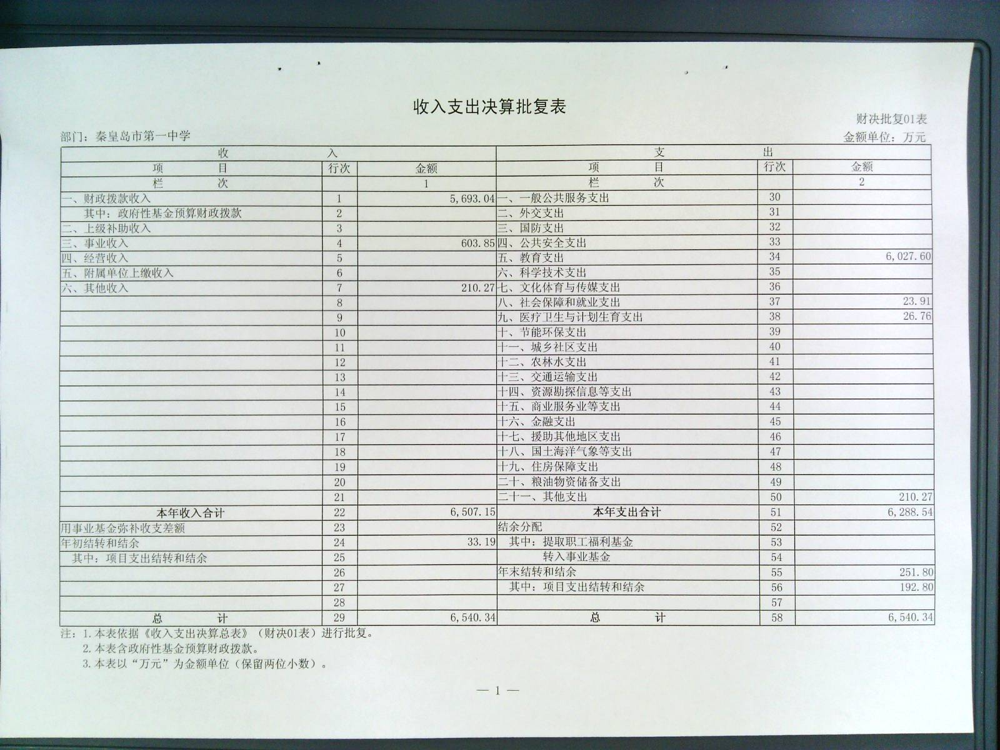 收入支出决算批复表
财决批复01表
部门：秦皇岛市第一中学 金额单位：万元
收 入 支 出
项 目 行次 金额 项 目 行次 金额
栏 次 1 栏 次 2
一、财政拨款收入 1 5,693.04 一、一般公共服务支出 30
其中：政府性基金预算财政拨款 2 二、外交支出 31
二、上级补助收入 3 三、国防支出 32
三、事业收入 4 603.85 四、公共安全支出 33
四、经营收入 5 五、教育支出 34 6,027.60
五、附属单位上缴收入 6 六、科学技术支出 35
六、其他收入 7 210.27 七、文化体育与传媒支出 36
8 八、社会保障和就业支出 37 23.91
9 九、医疗卫生与计划生育支出 38 26.76
10 十、节能环保支出 39
11 十一、城乡社区支出 40
12 十二、农林水支出 41
13 十三、交通运输支出 42
14 十四、资源勘探信息等支出 43
15 十五、商业服务业等支出 44
16 十六、金融支出 45
17 十七、援助其他地区支出 46
18 十八、国土海洋气象等支出 47
19 十九、住房保障支出 48
20 二十、粮油物资储备支出 49
21 二十一、其他支出 50 210.27
本年收入合计 22 6,507.15 本年支出合计 51 6,288.54
用事业基金弥补收支差额 23 结余分配 52
年初结转和结余 24 33.19 其中：提取职工福利基金 53
其中：项目支出结转和结余 25 转入事业基金 54
26 年末结转和结余 55 251.80
27 其中：项目支出结转和结余 56 192.80
28 57
总 计 29 6,540.34 总 计 58 6,540.34
注：1.本表依据《收入支出决算总表》（财决01表）进行批复。
2.本表含政府性基金预算财政拨款。
3.本表以“万元”为金额单位（保留两位小数）。
— 1 —